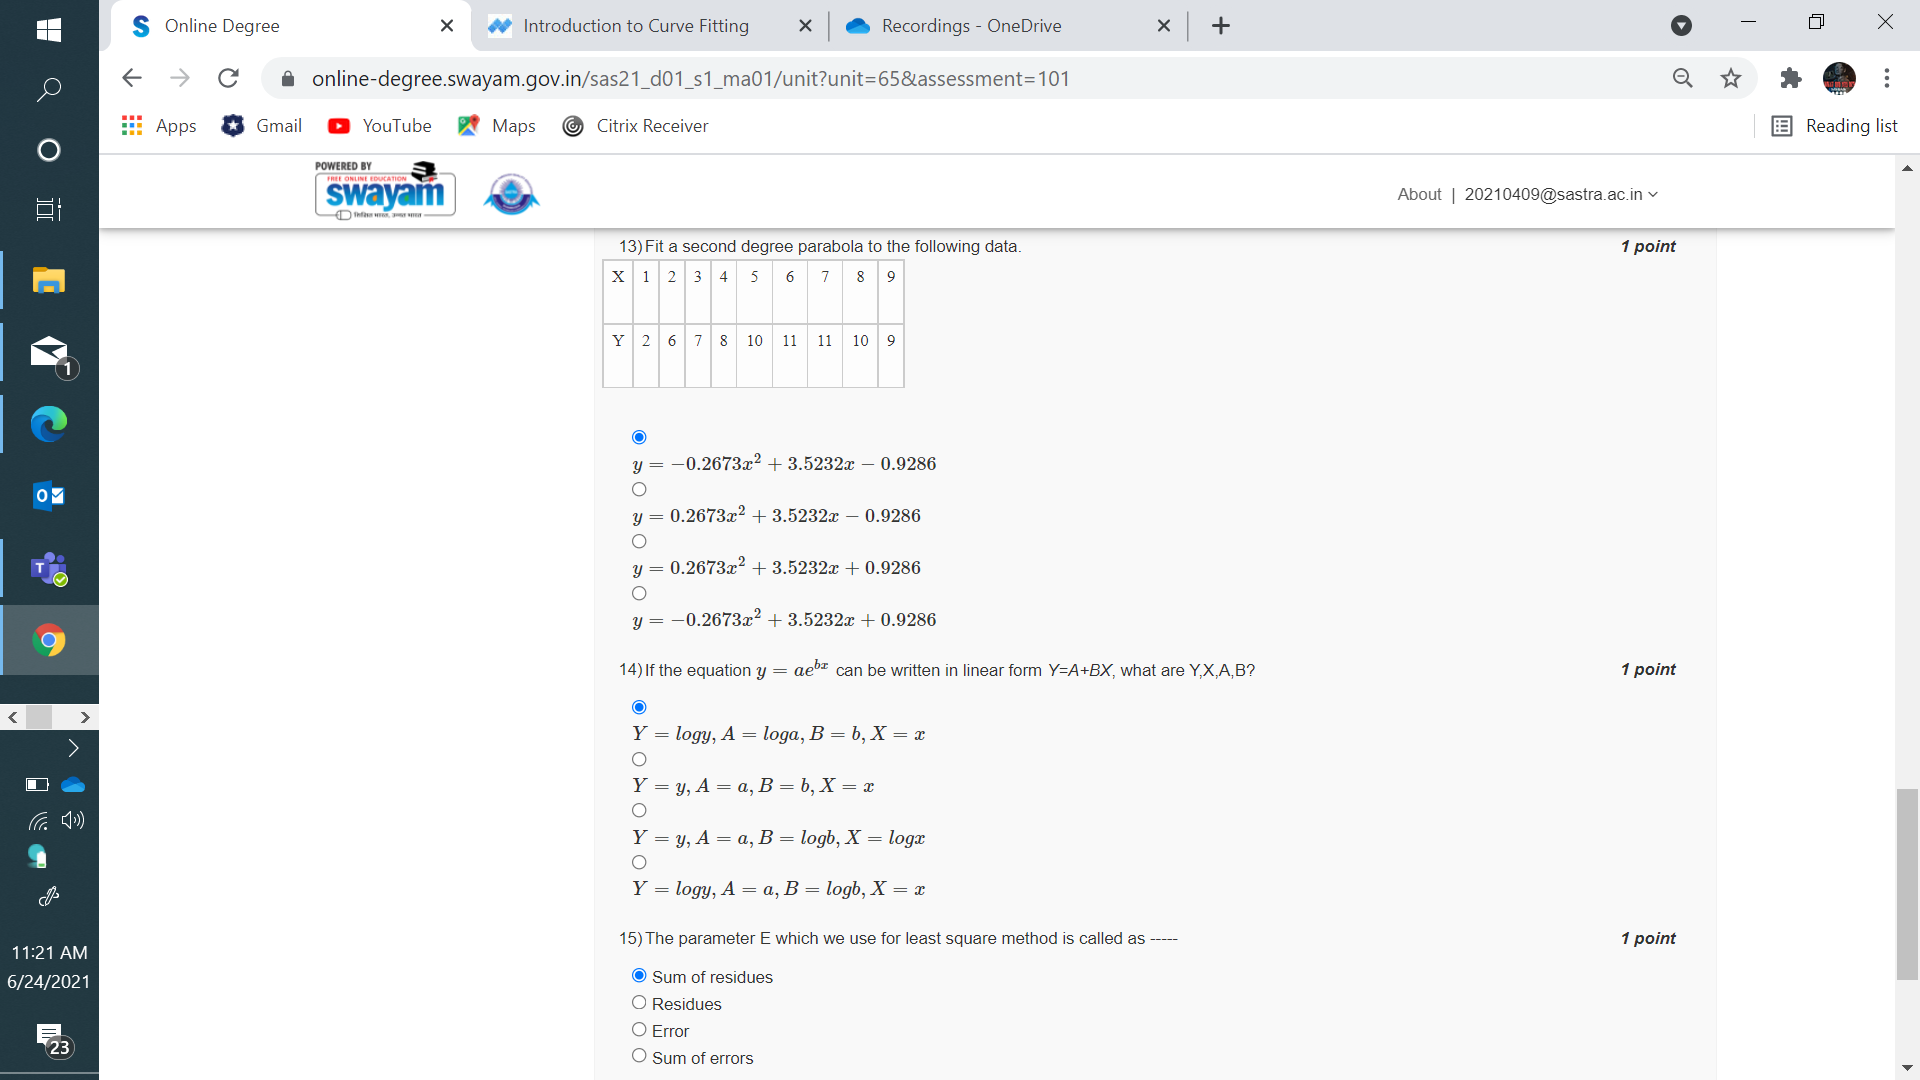 Online Degree
Introduction to Curve Fitting
Recordings - OneDrive
online-degree.swayam.gov.in/sas21_d01_s1_ma01/unit?unit=65&assessment=101
Apps
Gmail
YouTube
Maps
Citrix Receiver
Reading list
POWERED BY
FREE ONLINE EDUCATION
swayam
शिक्षित भारत, उन्नत भारत
About | 20210409@sastra.ac.in
13) Fit a second degree parabola to the following data. 1 point
X 1 2 3 4 5 6 7 8 9
Y 2 6 7 8 10 11 11 10 9
y = −0.2673x² + 3.5232x − 0.9286
y = 0.2673x² + 3.5232x − 0.9286
y = 0.2673x² + 3.5232x + 0.9286
y = −0.2673x² + 3.5232x + 0.9286
14) If the equation y = ae^{bx} can be written in linear form Y=A+BX, what are Y,X,A,B? 1 point
Y = logy, A = loga, B = b, X = x
Y = y, A = a, B = b, X = x
Y = y, A = a, B = logb, X = logx
Y = logy, A = a, B = logb, X = x
15) The parameter E which we use for least square method is called as ----- 1 point
Sum of residues
Residues
Error
Sum of errors
1
11:21 AM
6/24/2021
23